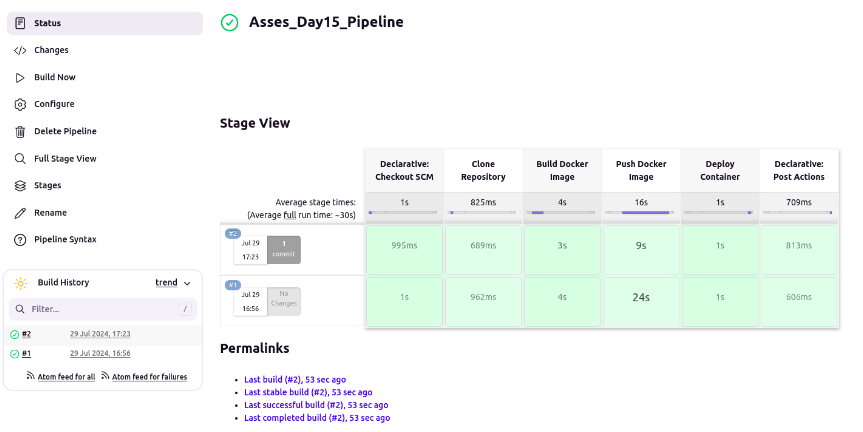 Status
Changes
Build Now
Configure
Delete Pipeline
Full Stage View
Stages
Rename
Pipeline Syntax
Build History
trend
Filter...
/
#2
29 Jul 2024, 17:23
#1
29 Jul 2024, 16:56
Atom feed for all
Atom feed for failures
Asses_Day15_Pipeline
Stage View
Declarative:
Checkout SCM
Clone
Repository
Build Docker
Image
Push Docker
Image
Deploy
Container
Declarative:
Post Actions
Average stage times:
(Average full run time: ~30s)
1s
825ms
4s
16s
1s
709ms
#2
Jul 29
17:23
1
commit
995ms
689ms
3s
9s
1s
813ms
#1
Jul 29
16:56
No
Changes
1s
962ms
4s
24s
1s
606ms
Permalinks
Last build (#2), 53 sec ago
Last stable build (#2), 53 sec ago
Last successful build (#2), 53 sec ago
Last completed build (#2), 53 sec ago